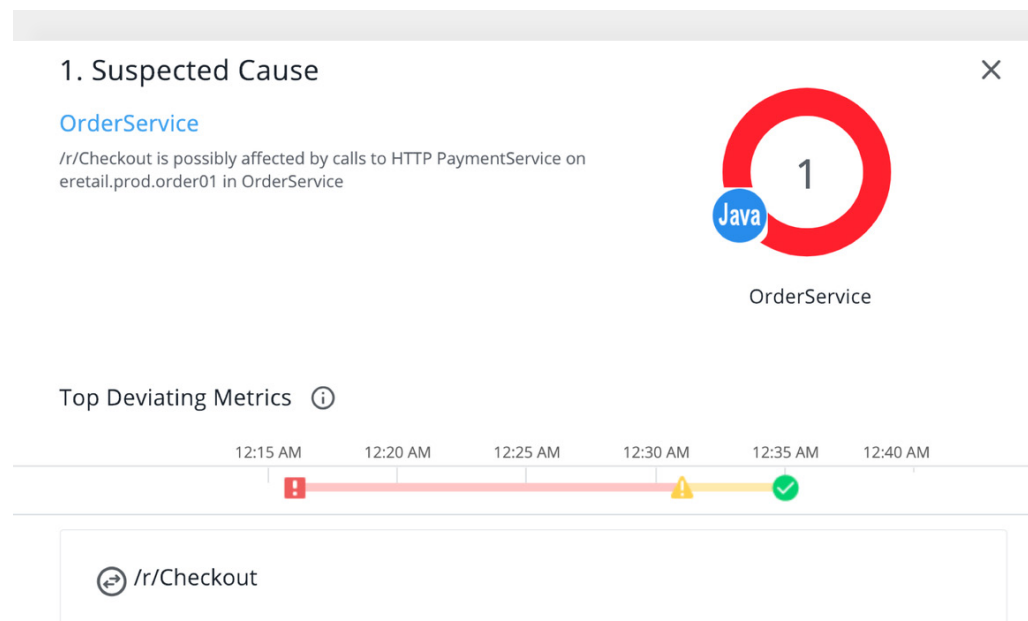 1. Suspected Cause
OrderService
/r/Checkout is possibly affected by calls to HTTP PaymentService on
eretail.prod.order01 in OrderService
1
Java
OrderService
Top Deviating Metrics
12:15 AM 12:20 AM 12:25 AM 12:30 AM 12:35 AM 12:40 AM
/r/Checkout